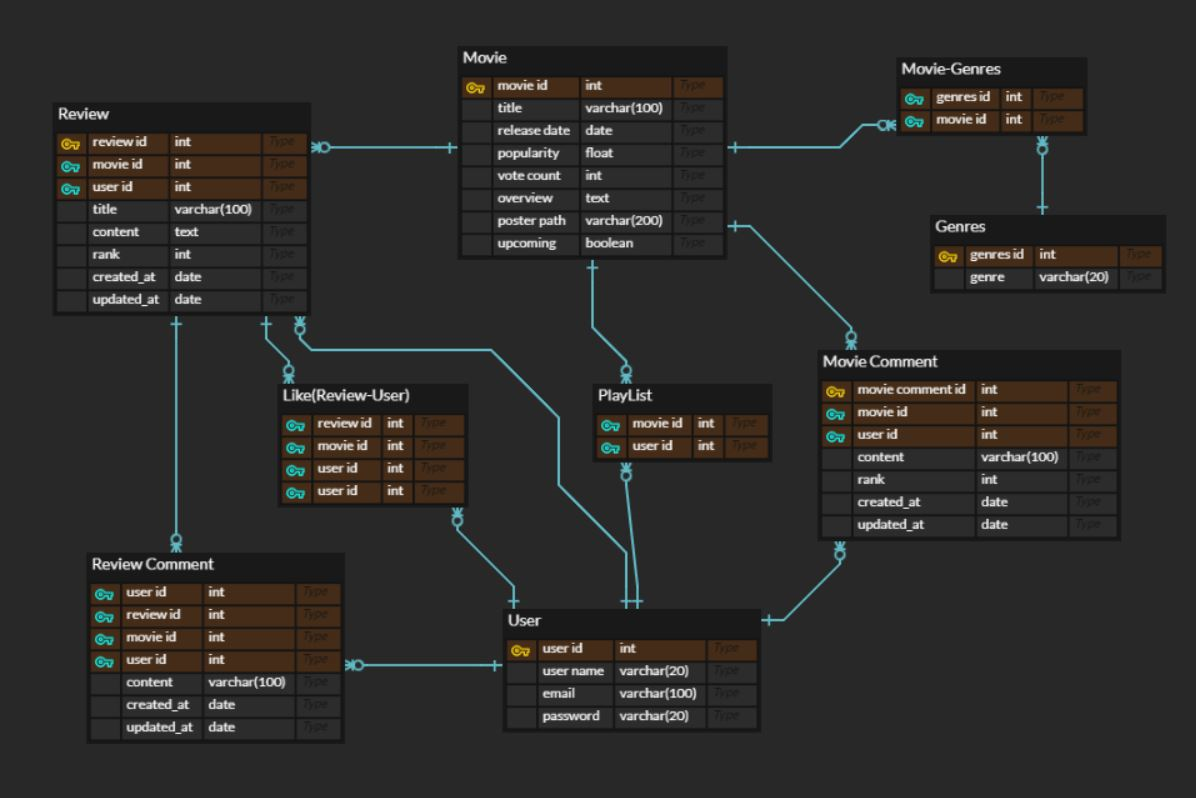 Movie
movie id int Type
title varchar(100) Type
release date date Type
popularity float Type
vote count int Type
overview text Type
poster path varchar(200) Type
upcoming boolean Type
Movie-Genres
genres id int Type
movie id int Type
Review
review id int Type
movie id int Type
user id int Type
title varchar(100) Type
content text Type
rank int Type
created_at date Type
updated_at date Type
Genres
genres id int Type
genre varchar(20) Type
Movie Comment
movie comment id int Type
movie id int Type
user id int Type
content varchar(100) Type
rank int Type
created_at date Type
updated_at date Type
Like(Review-User)
review id int Type
movie id int Type
user id int Type
user id int Type
PlayList
movie id int Type
user id int Type
Review Comment
user id int Type
review id int Type
movie id int Type
user id int Type
content varchar(100) Type
created_at date Type
updated_at date Type
User
user id int Type
user name varchar(20) Type
email varchar(100) Type
password varchar(20) Type